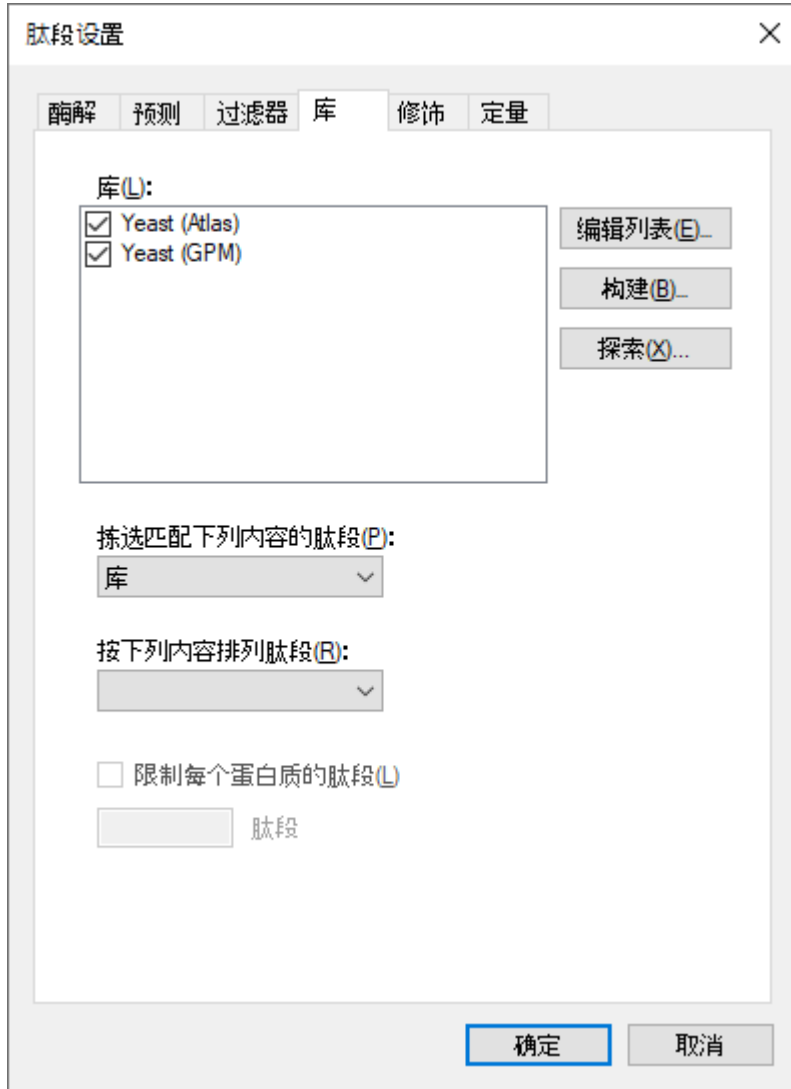 肽段设置
酶解 预测 过滤器 库 修饰 定量
库(L):
Yeast (Atlas)
Yeast (GPM)
编辑列表(E)...
构建(B)...
探索(X)...
拣选匹配下列内容的肽段(P):
库
按下列内容排列肽段(R):
限制每个蛋白质的肽段(L)
肽段
确定 取消